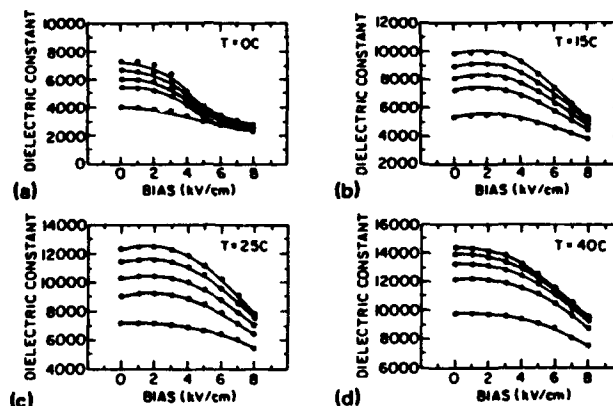 DIELECTRIC CONSTANT
10000
8000
6000
4000
2000
0
T=0C
0 2 4 6 8
BIAS (kV/cm)
(a)
DIELECTRIC CONSTANT
12000
10000
8000
6000
4000
2000
T=15C
0 2 4 6 8
BIAS (kV/cm)
(b)
DIELECTRIC CONSTANT
14000
12000
10000
8000
6000
4000
T=25C
0 2 4 6 8
BIAS (kV/cm)
(c)
DIELECTRIC CONSTANT
16000
14000
12000
10000
8000
6000
T=40C
0 2 4 6 8
BIAS (kV/cm)
(d)